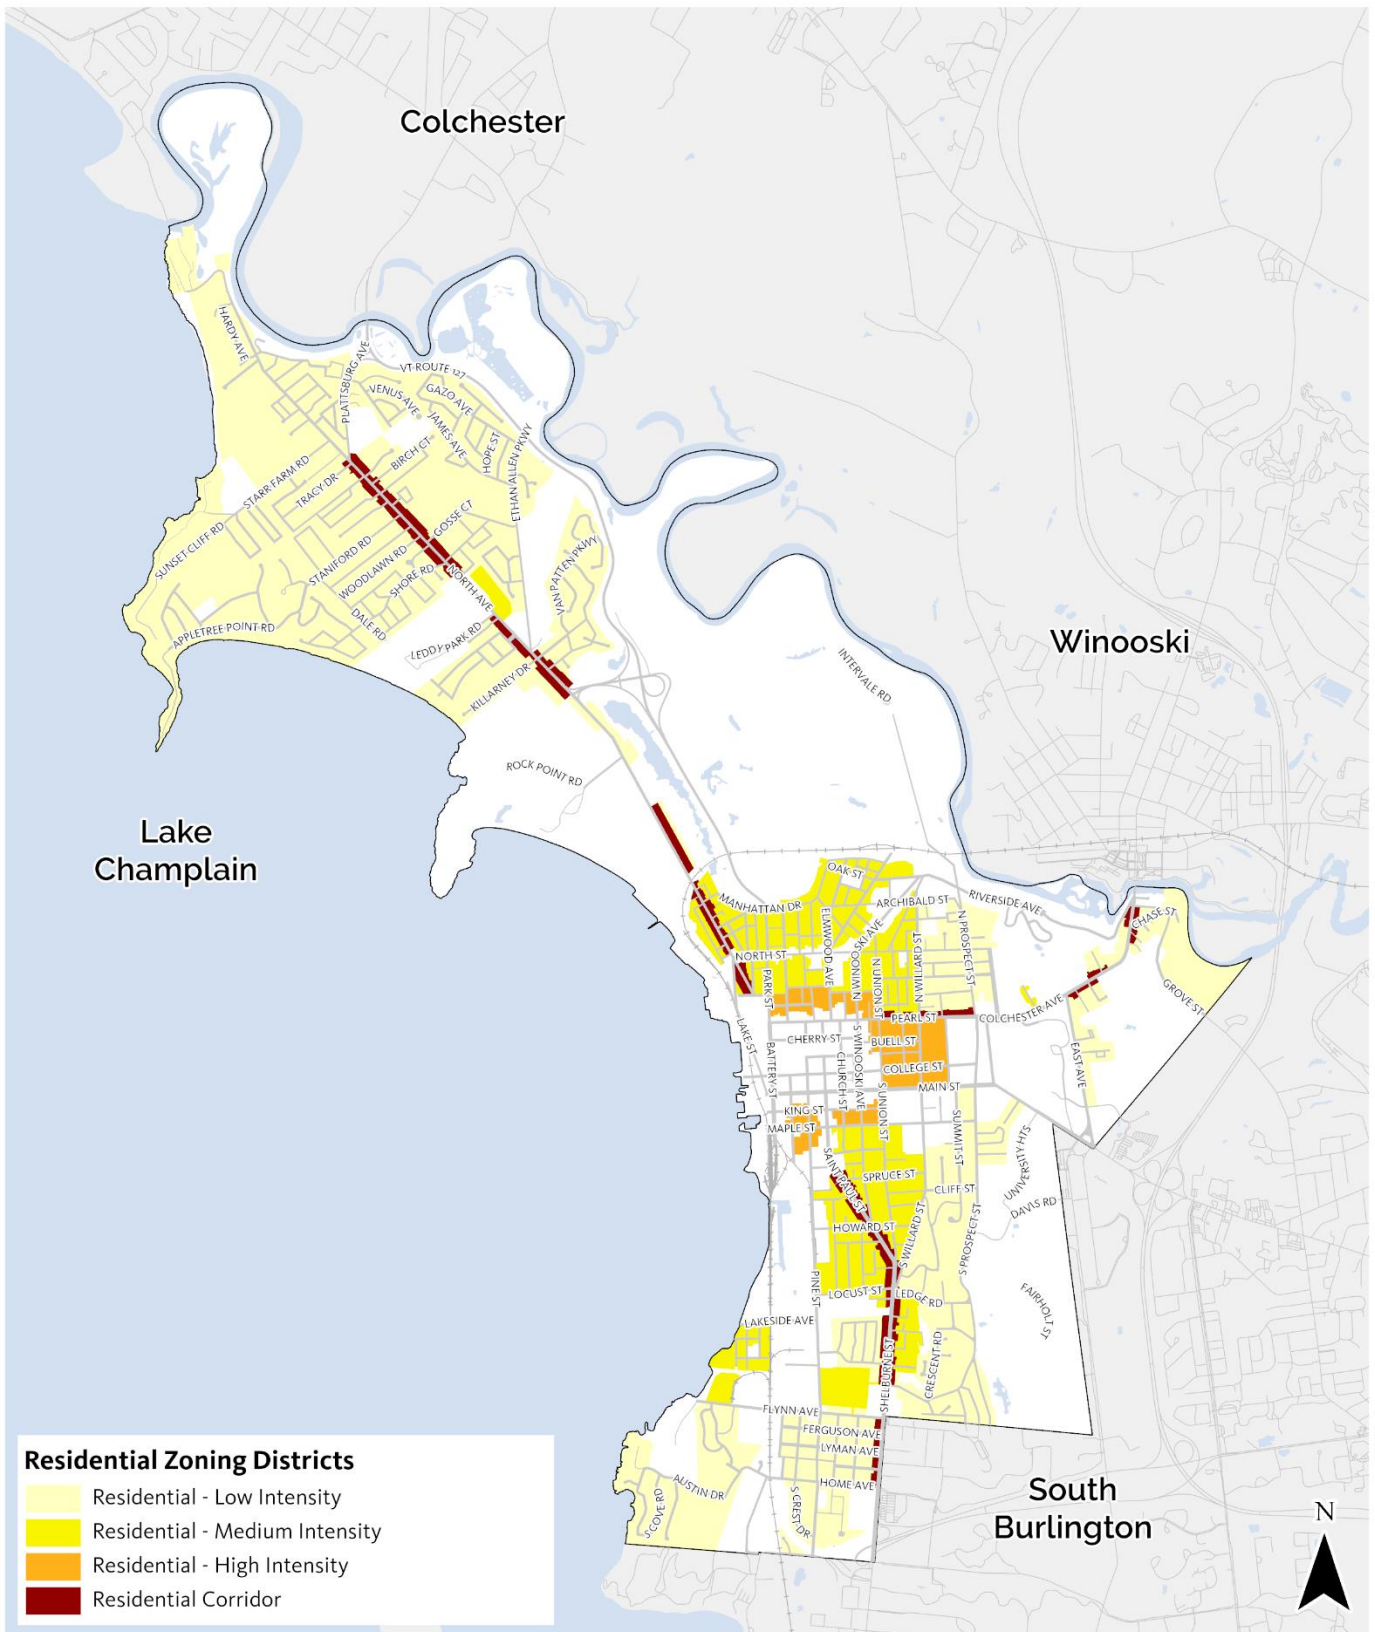 Colchester
HARDY AVE
PLATTSBURG AVE
VT ROUTE 127
VENUS AVE
GAZO AVE
JAMES AVE
HOPE ST
ETHAN ALLEN PKWY
BIRCH CT
STARR FARM RD
TRACY DR
GOSSE CT
SUNSET CLIFF RD
STANIFORD RD
WOODLAWN RD
SHORE RD
NORTH AVE
VAN PATTEN PKWY
DALE RD
APPLETREE POINT RD
LEDDY PARK RD
KILLARNEY DR
Winooski
INTERVALE RD
ROCK POINT RD
Lake
Champlain
OAK ST
MANHATTAN DR
ARCHIBALD ST
RIVERSIDE AVE
CHASE ST
ELMWOOD AVE
N WINOOSKI AVE
N PROSPECT ST
NORTH ST
N WILLARD ST
PARK ST
N UNION ST
GROVE ST
PEARL ST
COLCHESTER AVE
LAKE ST
CHERRY ST
S WINOOSKI AVE
BUELL ST
BATTERY ST
CHURCH ST
COLLEGE ST
EAST AVE
MAIN ST
KING ST
S UNION ST
SUMMIT ST
MAPLE ST
UNIVERSITY HTS
SAINT PAUL ST
SPRUCE ST
CLIFF ST
DAVIS RD
HOWARD ST
S WILLARD ST
S PROSPECT ST
PINE ST
LOCUST ST
LEDGE RD
FAIRHOLT ST
LAKESIDE AVE
SHELBURNE ST
CRESCENT RD
FLYNN AVE
FERGUSON AVE
LYMAN AVE
HOME AVE
AUSTIN DR
S COVE RD
S CREST DR
South
Burlington
N
Residential Zoning Districts
Residential - Low Intensity
Residential - Medium Intensity
Residential - High Intensity
Residential Corridor